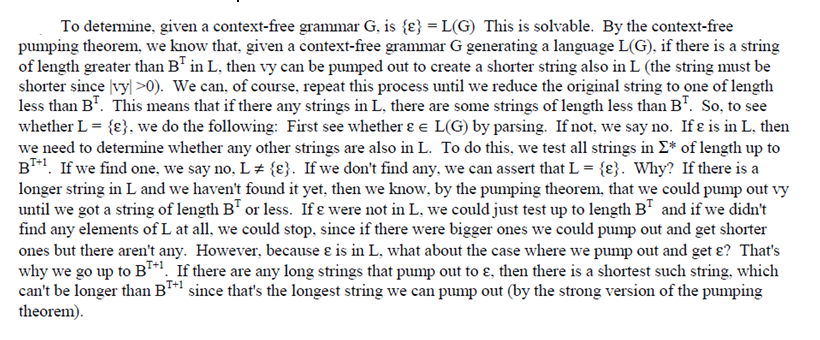 To determine, given a context-free grammar G, is {ε} = L(G) This is solvable. By the context-free
pumping theorem, we know that, given a context-free grammar G generating a language L(G), if there is a string
of length greater than Bᵀ in L, then vy can be pumped out to create a shorter string also in L (the string must be
shorter since |vy| >0). We can, of course, repeat this process until we reduce the original string to one of length
less than Bᵀ. This means that if there any strings in L, there are some strings of length less than Bᵀ. So, to see
whether L = {ε}, we do the following: First see whether ε ∈ L(G) by parsing. If not, we say no. If ε is in L, then
we need to determine whether any other strings are also in L. To do this, we test all strings in Σ* of length up to
Bᵀ⁺¹. If we find one, we say no, L ≠ {ε}. If we don't find any, we can assert that L = {ε}. Why? If there is a
longer string in L and we haven't found it yet, then we know, by the pumping theorem, that we could pump out vy
until we got a string of length Bᵀ or less. If ε were not in L, we could just test up to length Bᵀ and if we didn't
find any elements of L at all, we could stop, since if there were bigger ones we could pump out and get shorter
ones but there aren't any. However, because ε is in L, what about the case where we pump out and get ε? That's
why we go up to Bᵀ⁺¹. If there are any long strings that pump out to ε, then there is a shortest such string, which
can't be longer than Bᵀ⁺¹ since that's the longest string we can pump out (by the strong version of the pumping
theorem).